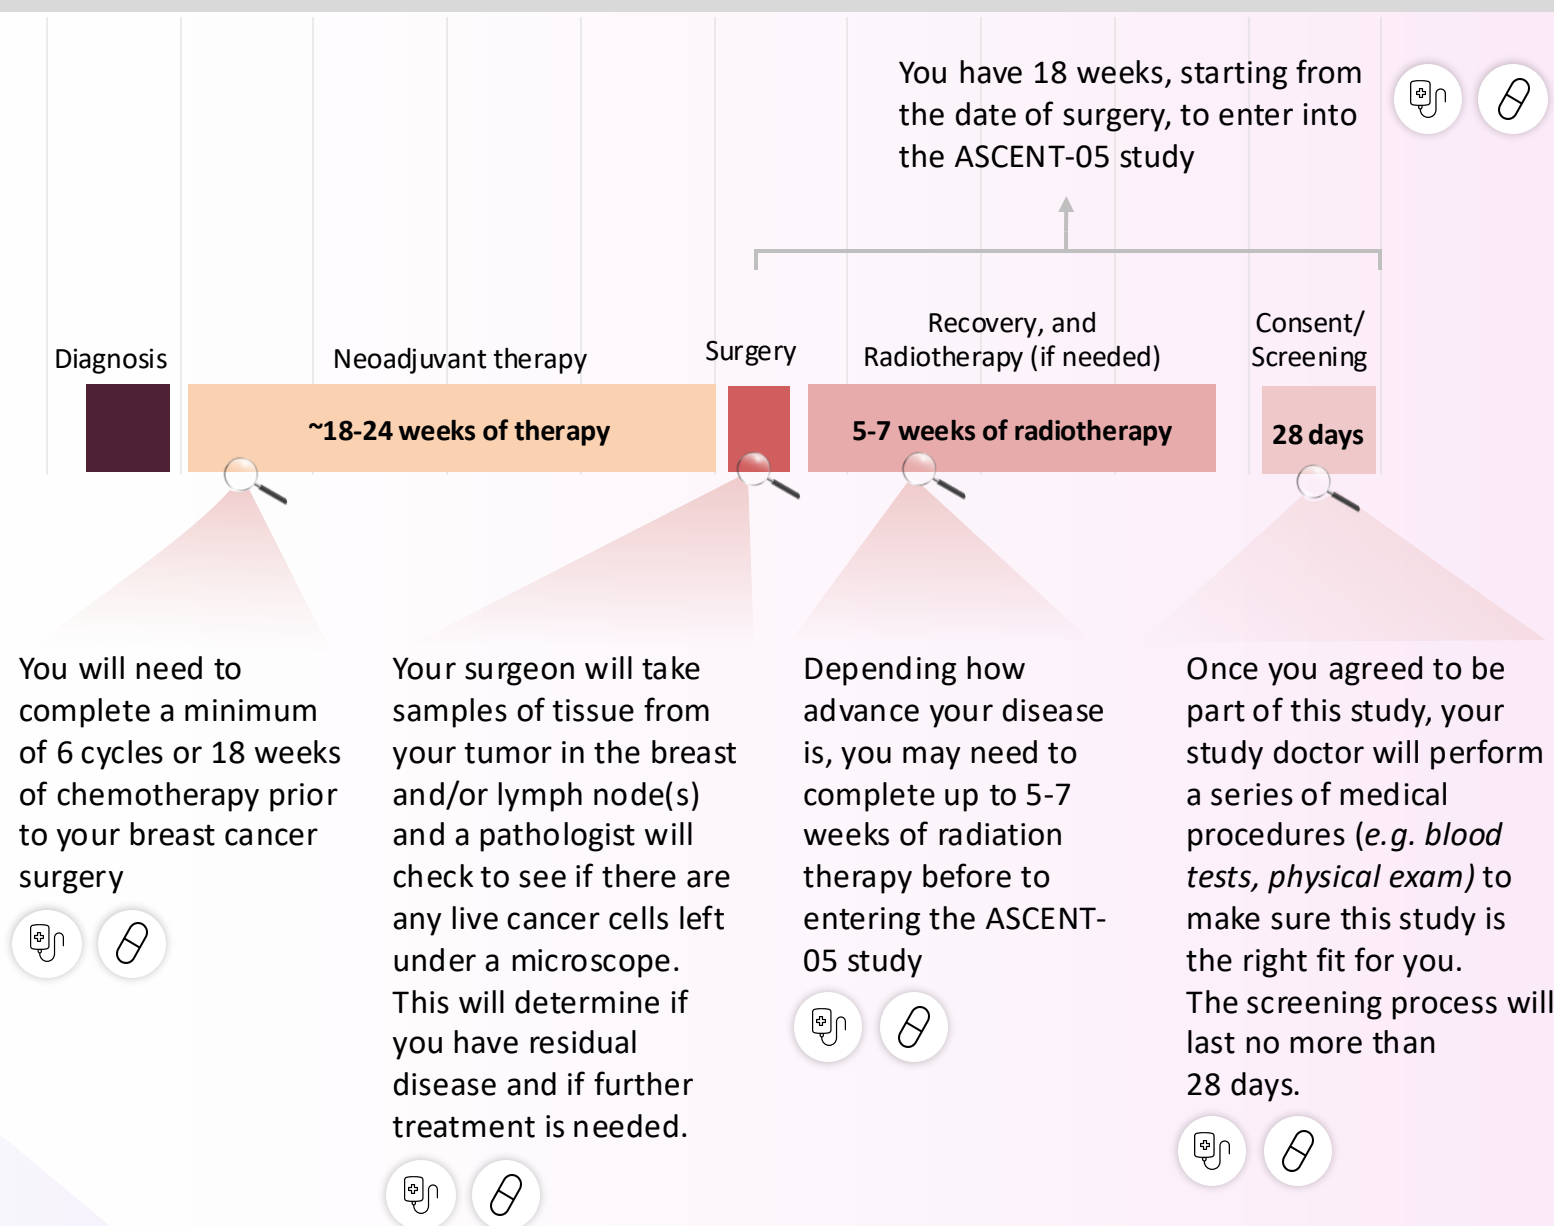 You have 18 weeks, starting from
the date of surgery, to enter into
the ASCENT-05 study
Diagnosis
Neoadjuvant therapy
Surgery
Recovery, and
Radiotherapy (if needed)
Consent/
Screening
~18-24 weeks of therapy
5-7 weeks of radiotherapy
28 days
You will need to
complete a minimum
of 6 cycles or 18 weeks
of chemotherapy prior
to your breast cancer
surgery
Your surgeon will take
samples of tissue from
your tumor in the breast
and/or lymph node(s)
and a pathologist will
check to see if there are
any live cancer cells left
under a microscope.
This will determine if
you have residual
disease and if further
treatment is needed.
Depending how
advance your disease
is, you may need to
complete up to 5-7
weeks of radiation
therapy before to
entering the ASCENT-
05 study
Once you agreed to be
part of this study, your
study doctor will perform
a series of medical
procedures (e.g. blood
tests, physical exam) to
make sure this study is
the right fit for you.
The screening process will
last no more than
28 days.